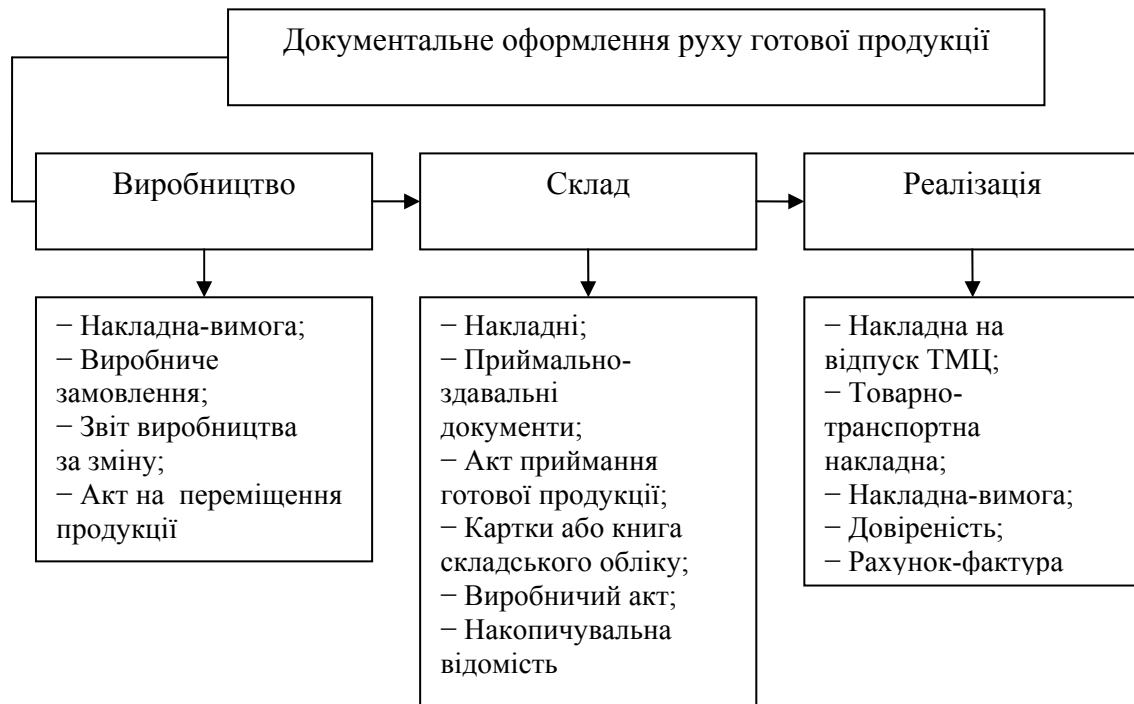 Документальне оформлення руху готової продукції
Виробництво
Склад
Реалізація
− Накладна-вимога;
− Виробниче
замовлення;
− Звіт виробництва
за зміну;
− Акт на переміщення
продукції
− Накладні;
− Приймально-
здавальні
документи;
− Акт приймання
готової продукції;
− Картки або книга
складського обліку;
− Виробничий акт;
− Накопичувальна
відомість
− Накладна на
відпуск ТМЦ;
− Товарно-
транспортна
накладна;
− Накладна-вимога;
− Довіреність;
− Рахунок-фактура